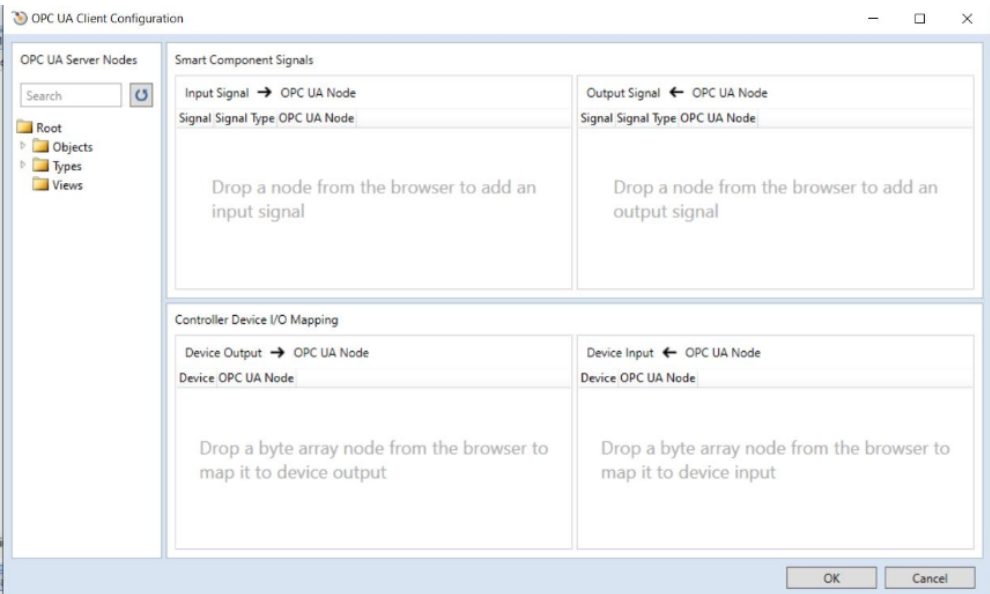 OPC UA Client Configuration
OPC UA Server Nodes
Search
Root
Objects
Types
Views
Smart Component Signals
Input Signal → OPC UA Node
Signal Signal Type OPC UA Node
Drop a node from the browser to add an
input signal
Output Signal ← OPC UA Node
Signal Signal Type OPC UA Node
Drop a node from the browser to add an
output signal
Controller Device I/O Mapping
Device Output → OPC UA Node
Device OPC UA Node
Drop a byte array node from the browser to
map it to device output
Device Input ← OPC UA Node
Device OPC UA Node
Drop a byte array node from the browser to
map it to device input
OK
Cancel